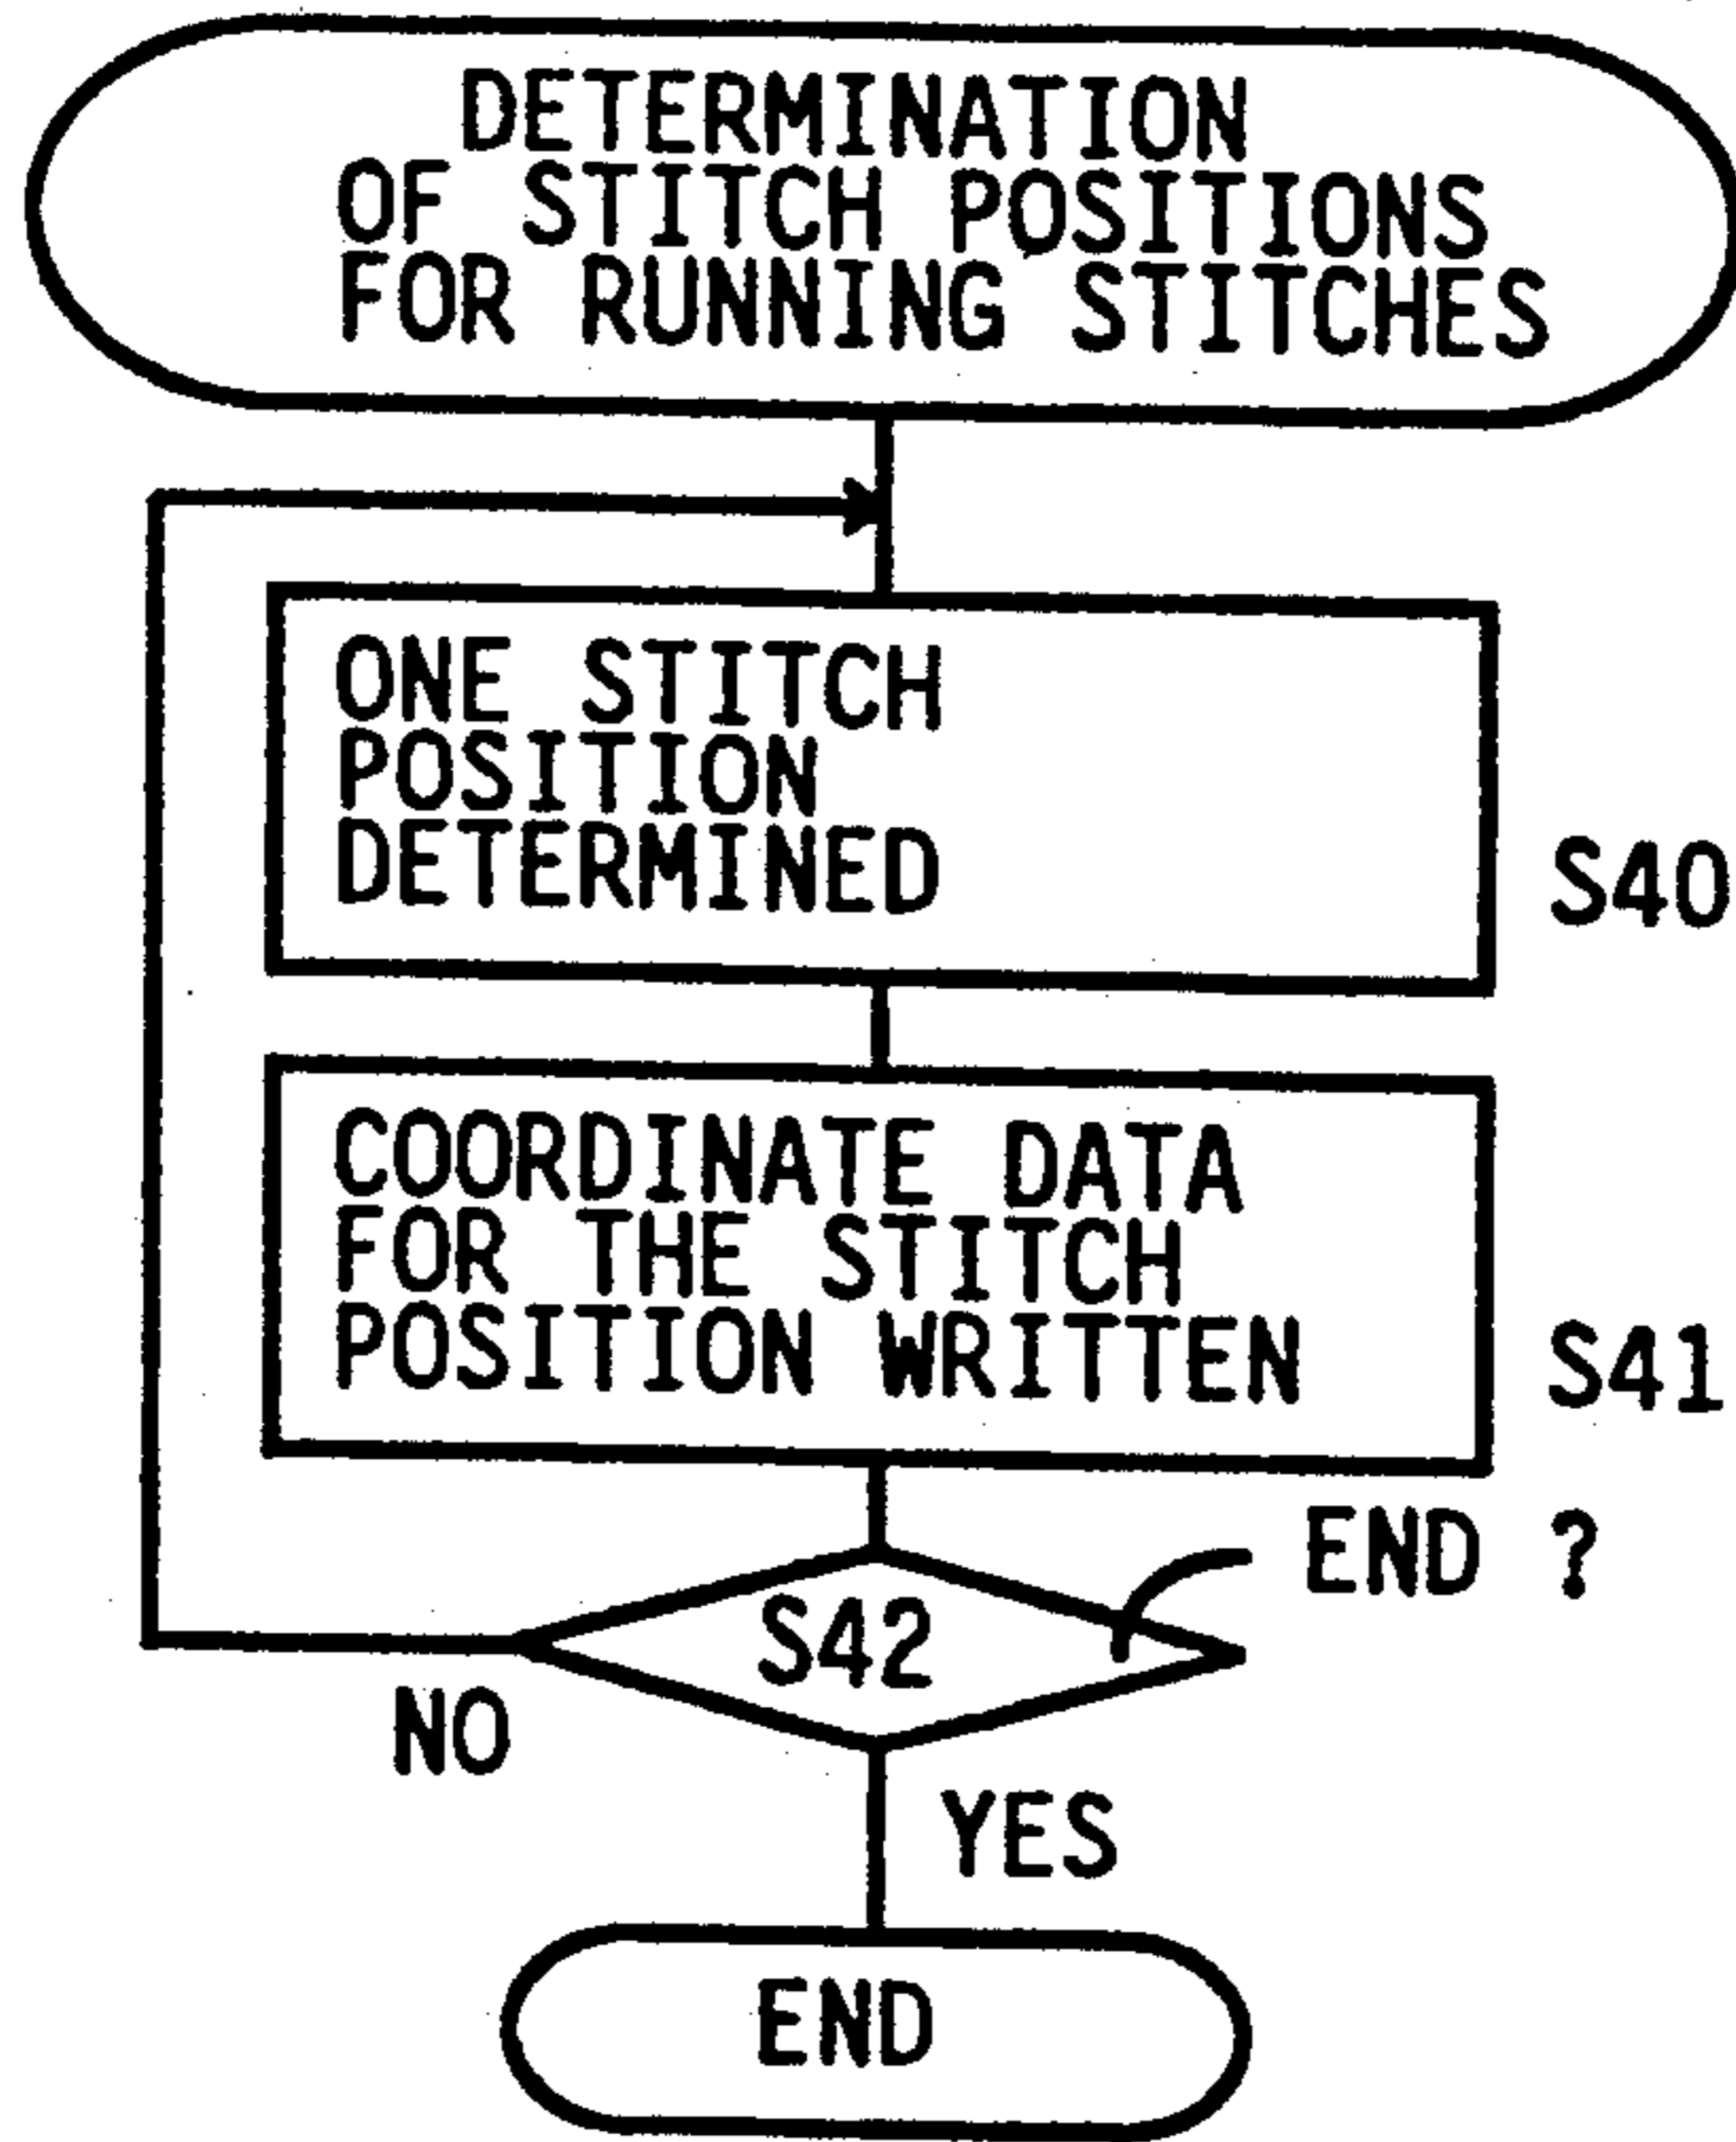 DETERMINATION
OF STITCH POSITIONS
FOR RUNNING STITCHES
ONE STITCH
POSITION
DETERMINED
S40
COORDINATE DATA
FOR THE STITCH
POSITION WRITTEN
S41
END ?
S42
NO
YES
END